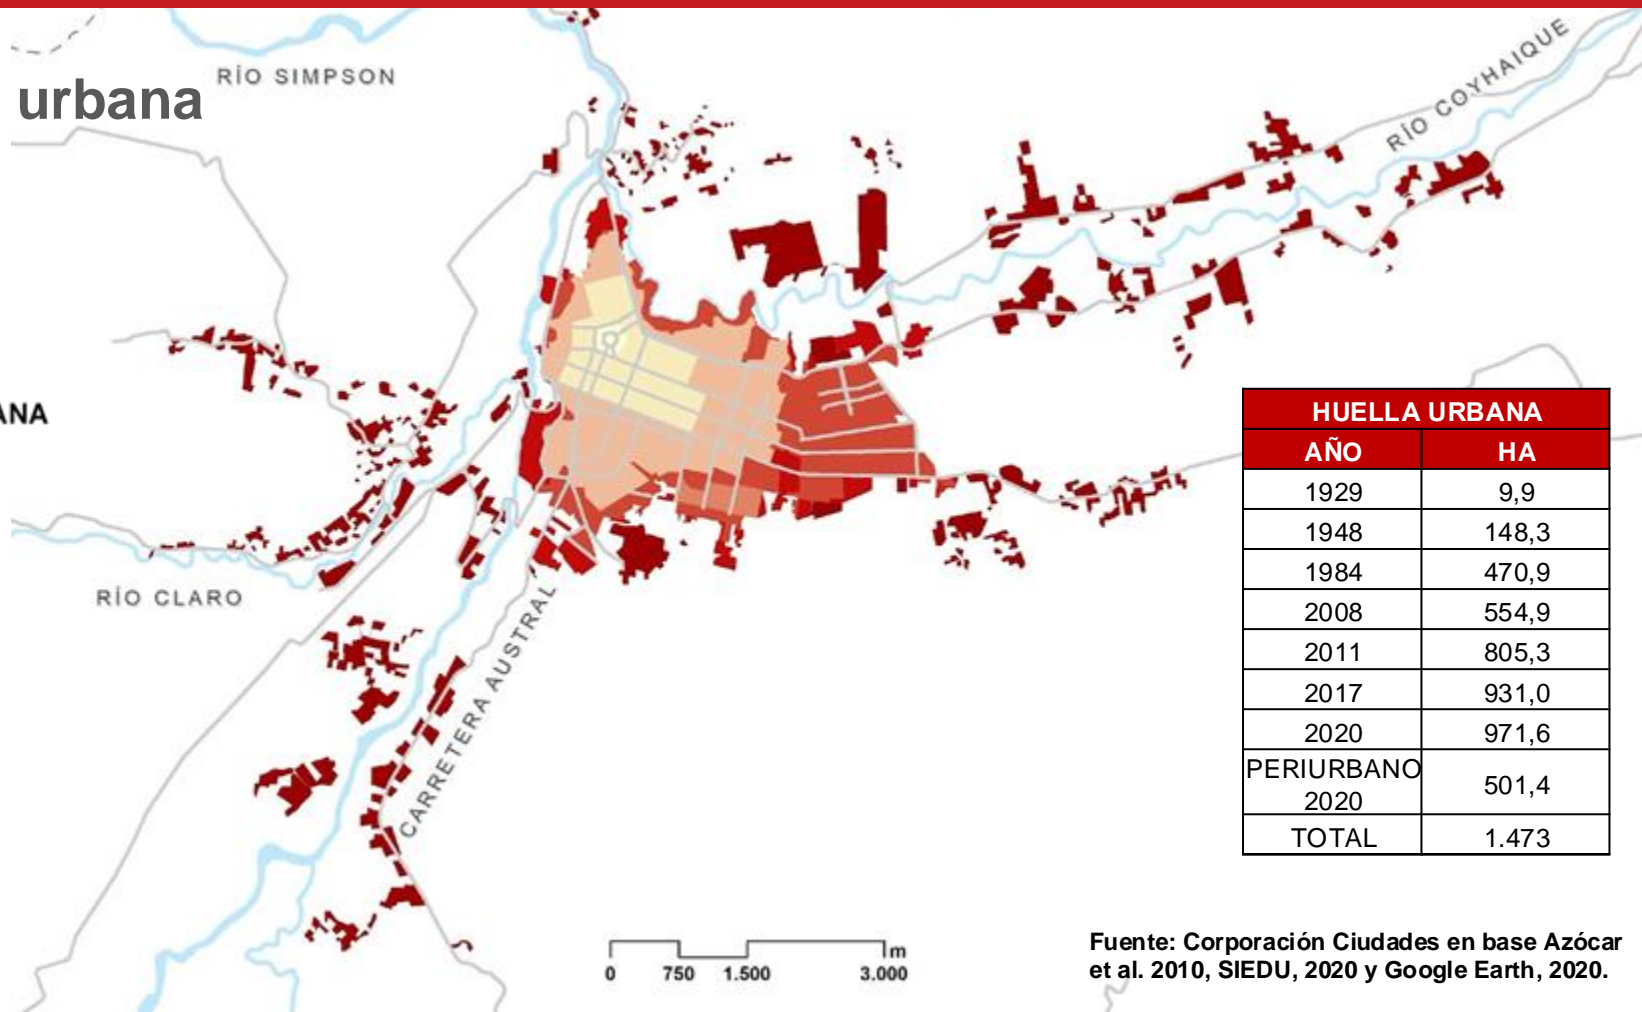 RÍO SIMPSON
urbana
RÍO COYHAIQUE
ANA
HUELLA URBANA
AÑO HA
1929 9,9
1948 148,3
1984 470,9
2008 554,9
2011 805,3
2017 931,0
2020 971,6
PERIURBANO
2020 501,4
TOTAL 1.473
RÍO CLARO
CARRETERA AUSTRAL
m
0 750 1.500 3.000
Fuente: Corporación Ciudades en base Azócar
et al. 2010, SIEDU, 2020 y Google Earth, 2020.